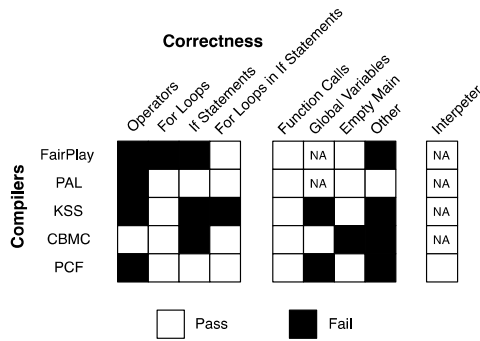 Correctness
Operators
For Loops
If Statements
For Loops in If Statements
Function Calls
Global Variables
Empty Main
Other
Interpeter
Compilers
FairPlay NA NA
PAL NA NA
KSS NA
CBMC NA
PCF
Pass Fail